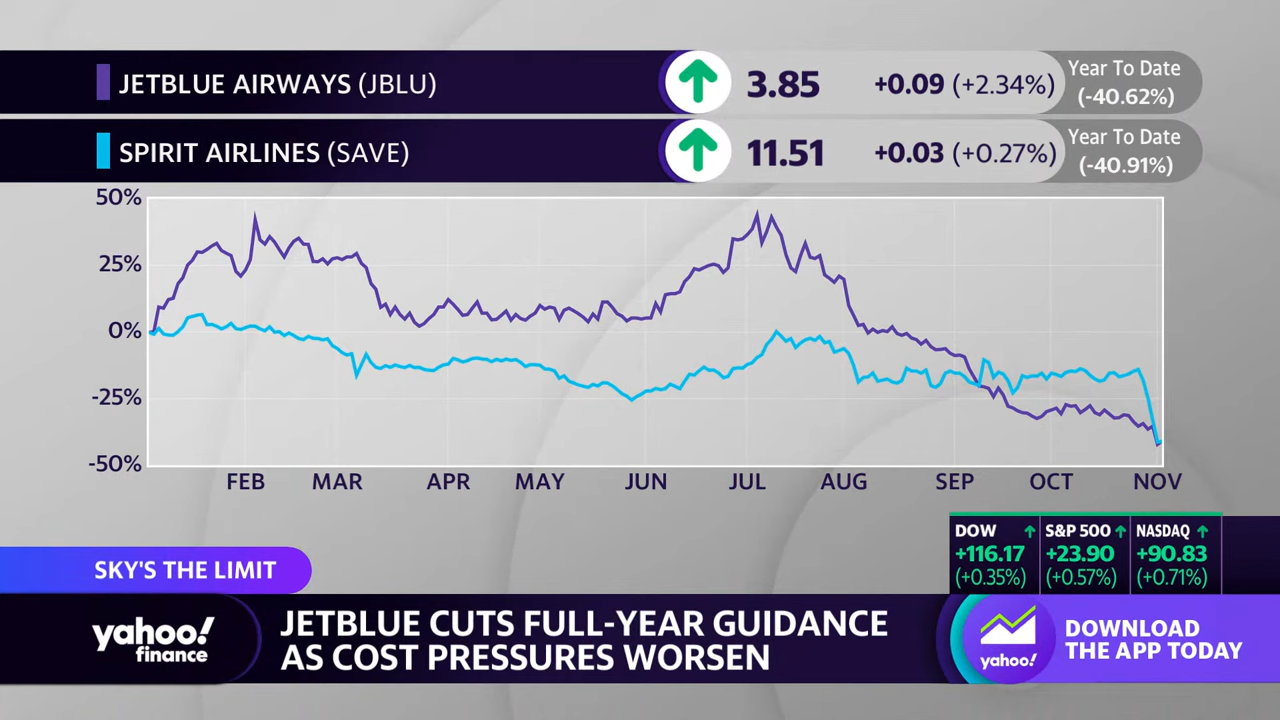 JETBLUE AIRWAYS (JBLU) 3.85 +0.09 (+2.34%) Year To Date (-40.62%)
SPIRIT AIRLINES (SAVE) 11.51 +0.03 (+0.27%) Year To Date (-40.91%)
50%
25%
0%
-25%
-50%
FEB MAR APR MAY JUN JUL AUG SEP OCT NOV
DOW S&P 500 NASDAQ
+116.17 +23.90 +90.83
(+0.35%) (+0.57%) (+0.71%)
SKY'S THE LIMIT
yahoo!
finance
JETBLUE CUTS FULL-YEAR GUIDANCE
AS COST PRESSURES WORSEN
yahoo!
DOWNLOAD
THE APP TODAY